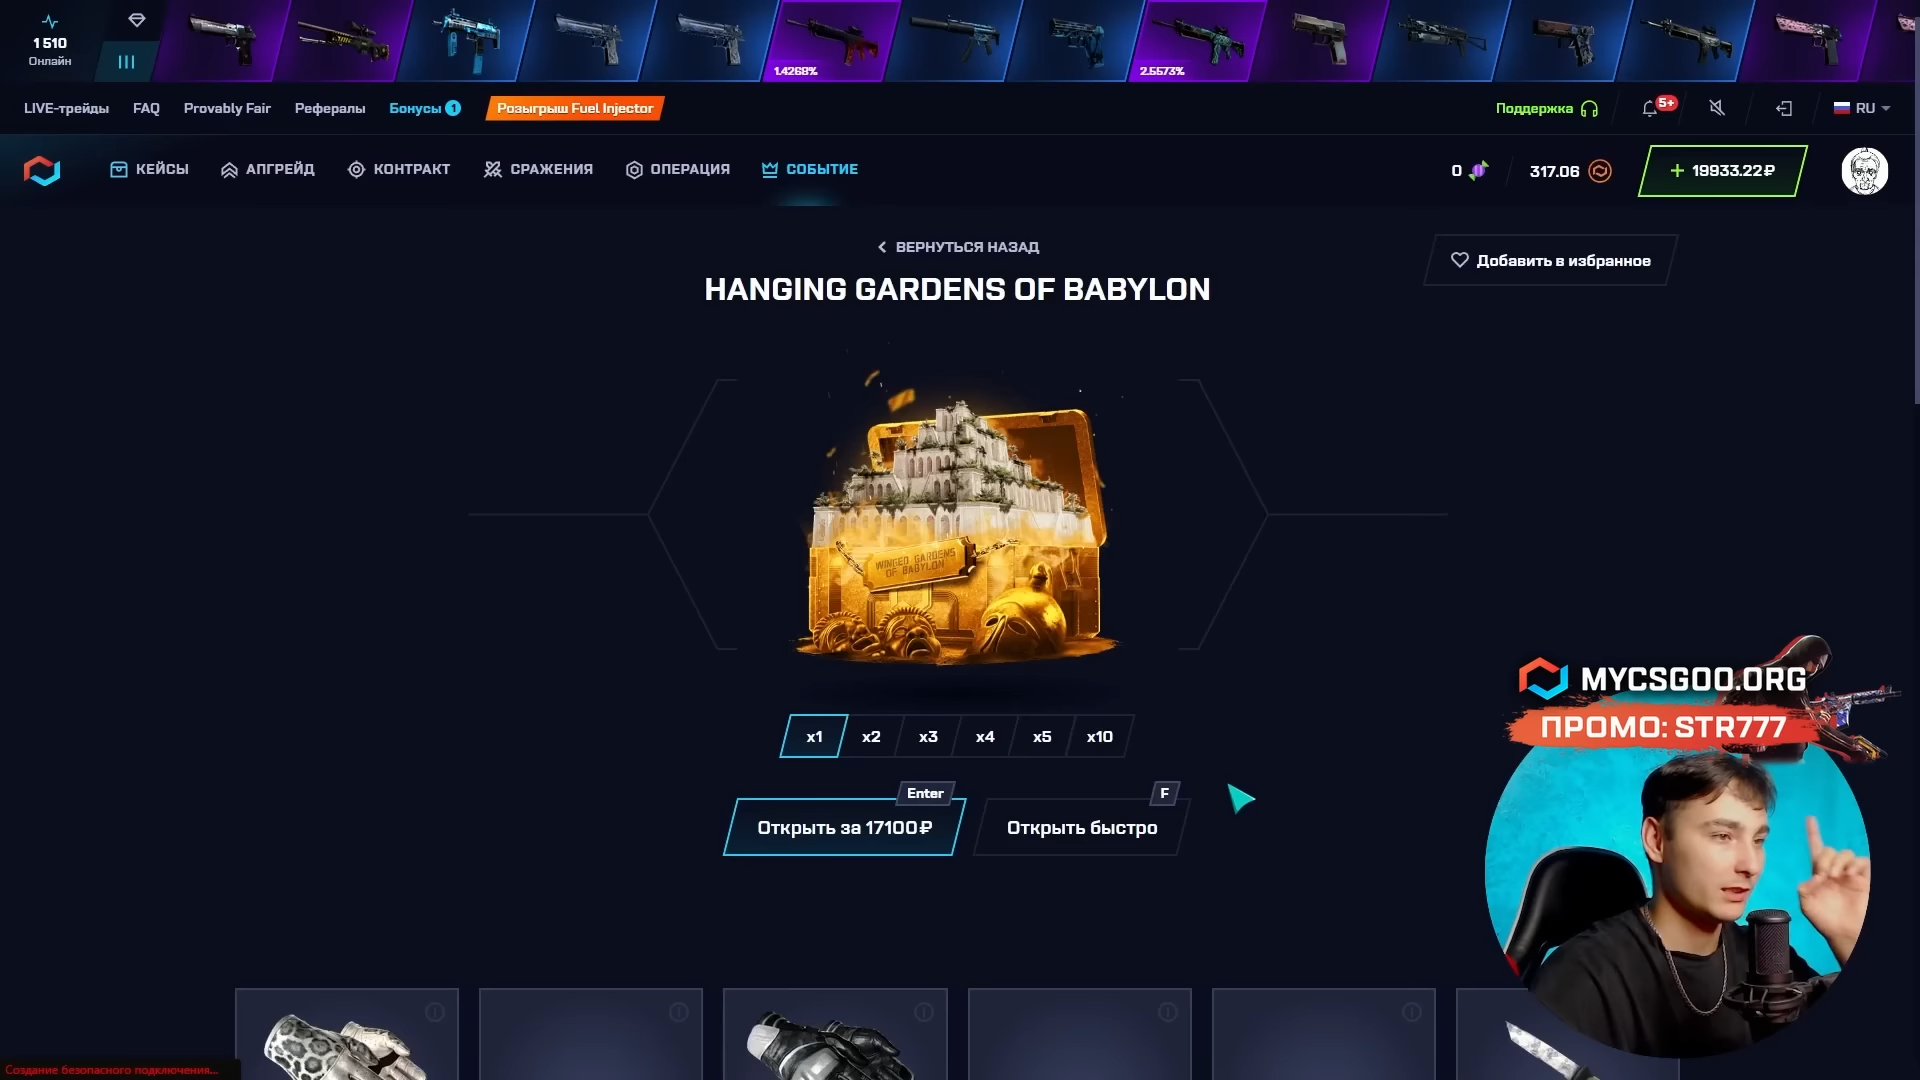 1 510
Онлайн
1.4268%
2.5573%
LIVE-трейды
FAQ
Provably Fair
Рефералы
Бонусы 1
Розыгрыш Fuel Injector
Поддержка
5+
RU
КЕЙСЫ
АПГРЕЙД
КОНТРАКТ
СРАЖЕНИЯ
ОПЕРАЦИЯ
СОБЫТИЕ
0
317.06
+ 19933.22₽
ВЕРНУТЬСЯ НАЗАД
HANGING GARDENS OF BABYLON
Добавить в избранное
WINGED GARDENS
OF BABYLON
x1
x2
x3
x4
x5
x10
Enter
F
Открыть за 17100₽
Открыть быстро
MYCSGOO.ORG
ПРОМО: STR777
Создание безопасного подключения...